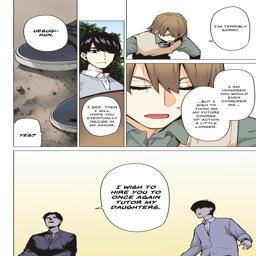 UESUGI-
KUN.
YES?
I SEE. THEN
I WILL
HOPE YOU
EVENTUALLY
DECIDE IN
MY FAVOR.
I'M TERRIBLY
SORRY.
I AM
HONORED
YOU WOULD
EVER
CONSIDER
ME...
...BUT I
WISH TO
THINK ON
MY FUTURE
COURSE
OF ACTION
A LITTLE
LONGER.
I WISH TO
HIRE YOU TO
ONCE AGAIN
TUTOR MY
DAUGHTERS.